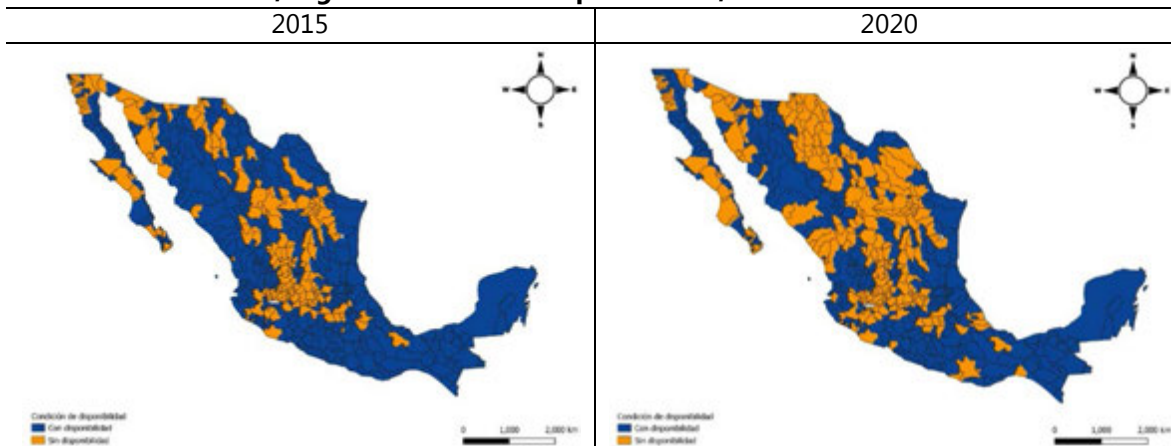 2015
2020
N
W
E
S
N
W
E
S
Condición de disponibilidad
Con disponibilidad
Sin disponibilidad
0 1,000 2,000 km
Condición de disponibilidad
Con disponibilidad
Sin disponibilidad
0 1,000 2,000 km